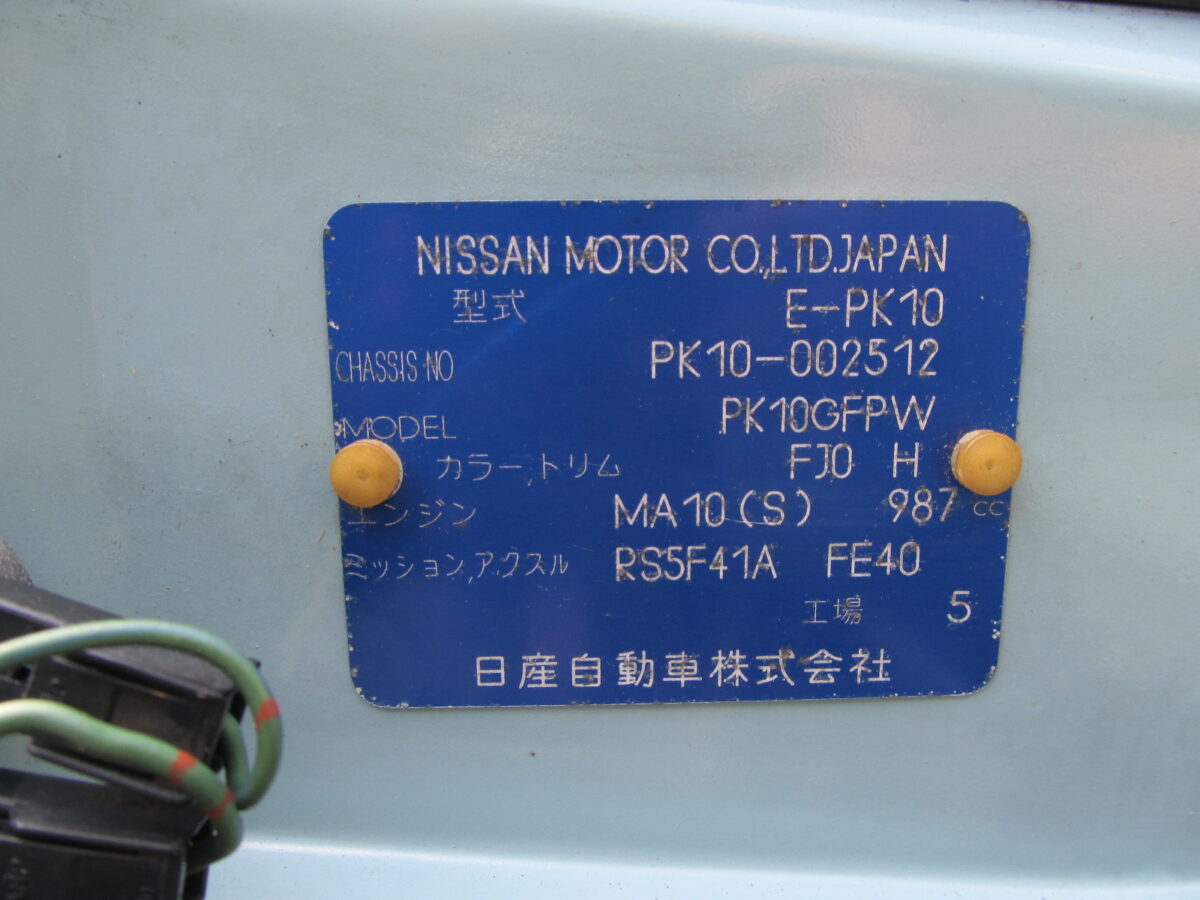 NISSAN MOTOR CO.,LTD.JAPAN
型式 E-PK10
CHASSIS NO PK10-002512
MODEL PK10GFPW
カラー,トリム FJ0 H
エンジン MA10(S) 987 CC
ミッション,アクスル RS5F41A FE40
工場 5
日産自動車株式会社